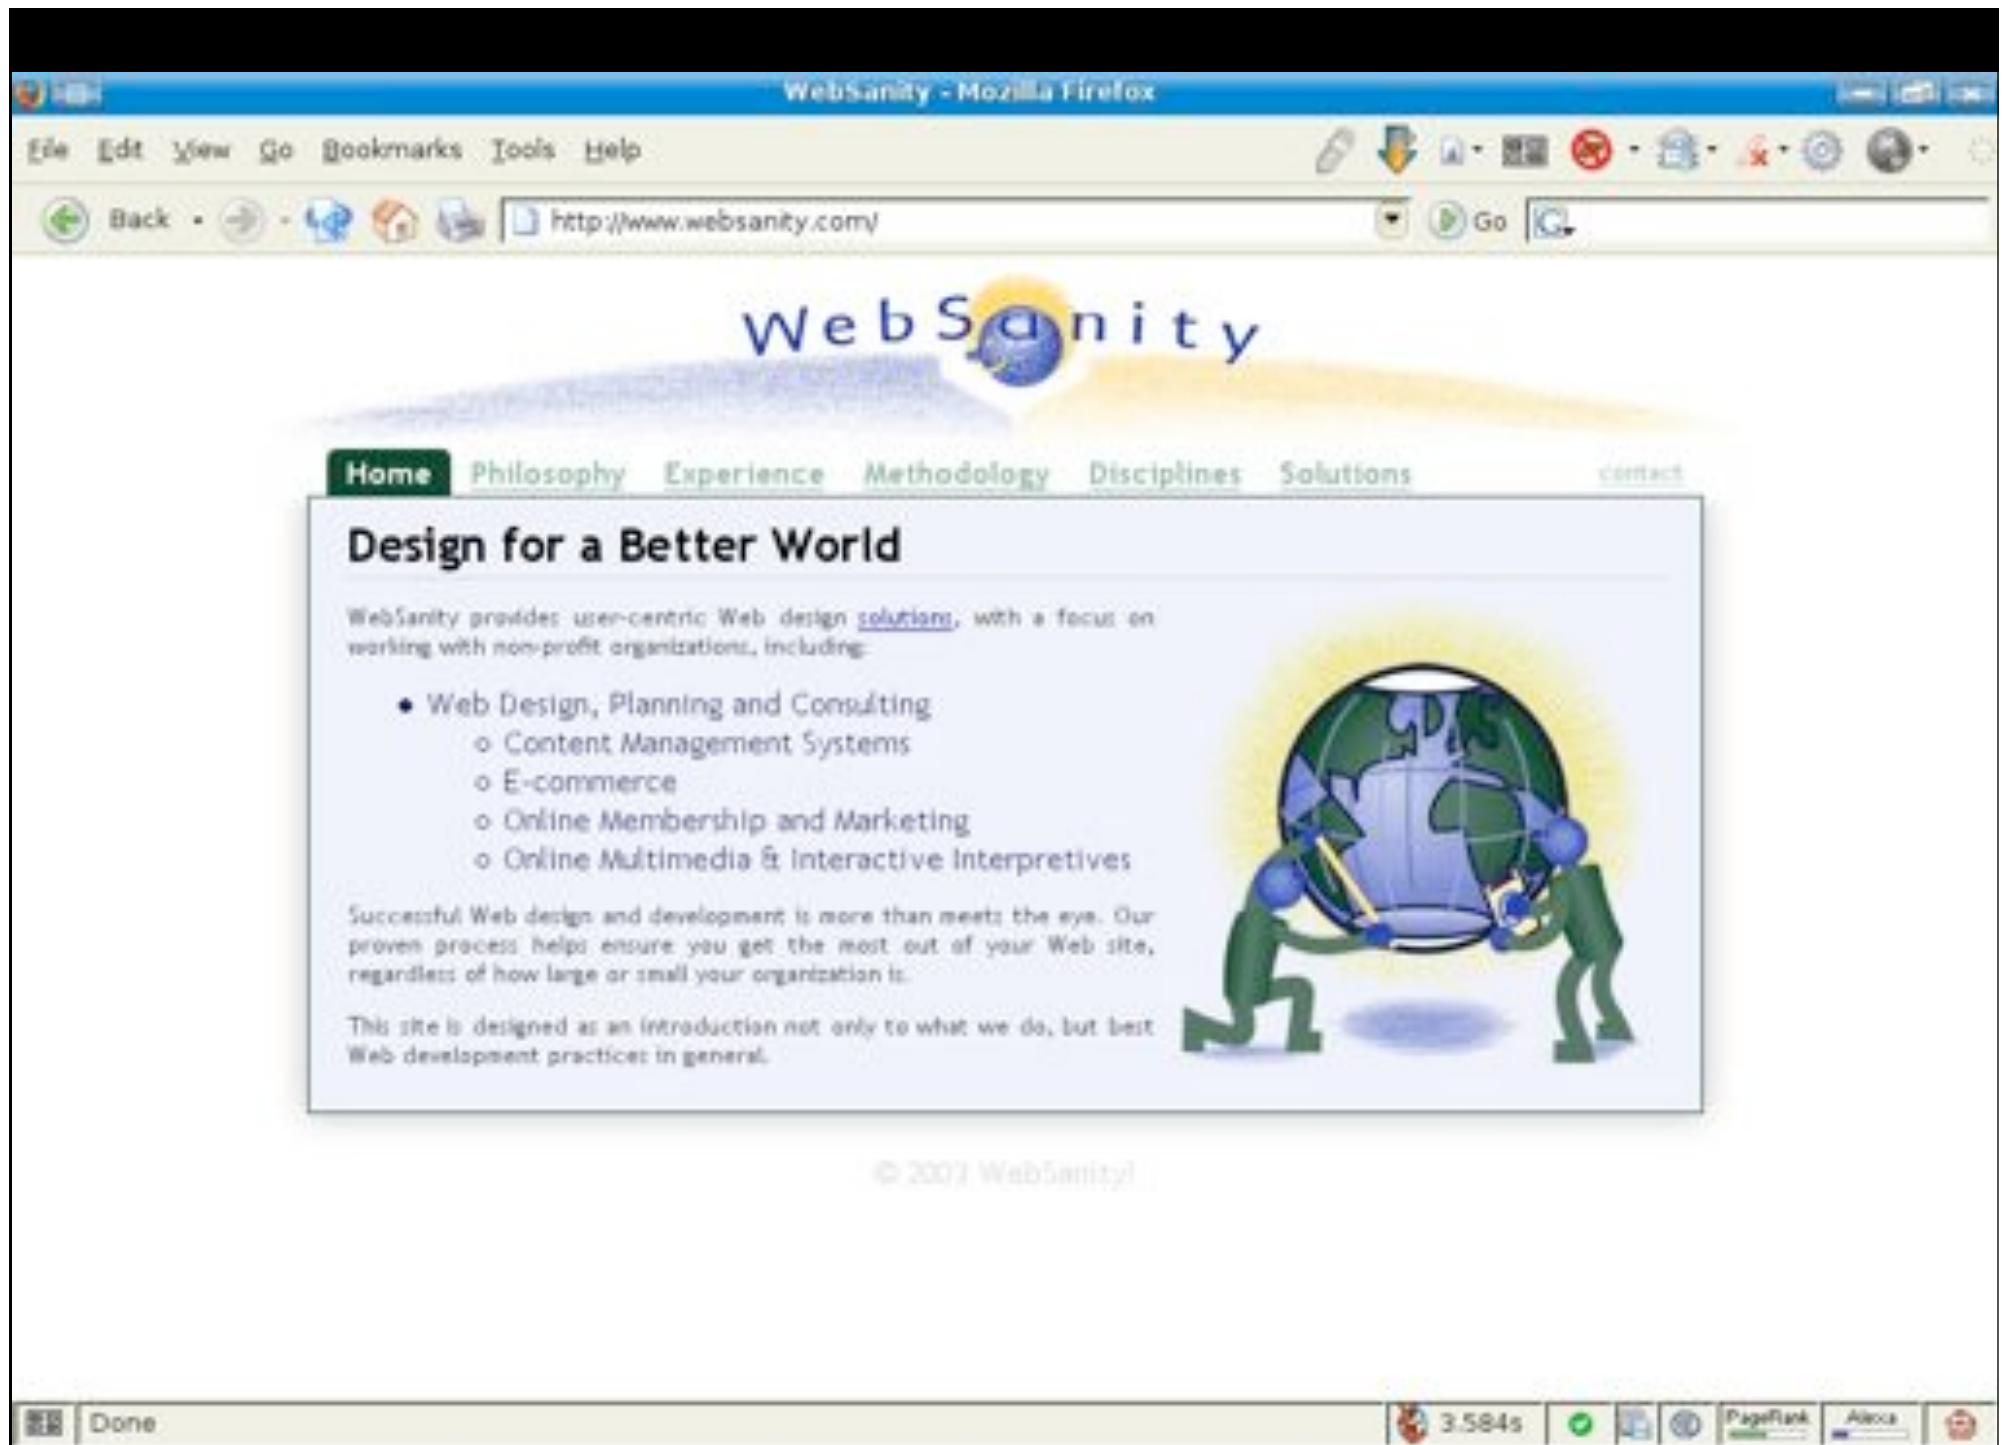 WebSanity - Mozilla Firefox
File Edit View Go Bookmarks Tools Help
Back http://www.websanity.com/ Go
WebSanity
Home Philosophy Experience Methodology Disciplines Solutions contact
Design for a Better World
WebSanity provides user-centric Web design solutions, with a focus on
working with non-profit organizations, including:
Web Design, Planning and Consulting
Content Management Systems
E-commerce
Online Membership and Marketing
Online Multimedia & Interactive Interpretives
Successful Web design and development is more than meets the eye. Our
proven process helps ensure you get the most out of your Web site,
regardless of how large or small your organization is.
This site is designed as an introduction not only to what we do, but best
Web development practices in general.
© 2003 WebSanity!
Done 3.584s PageRank Alexa